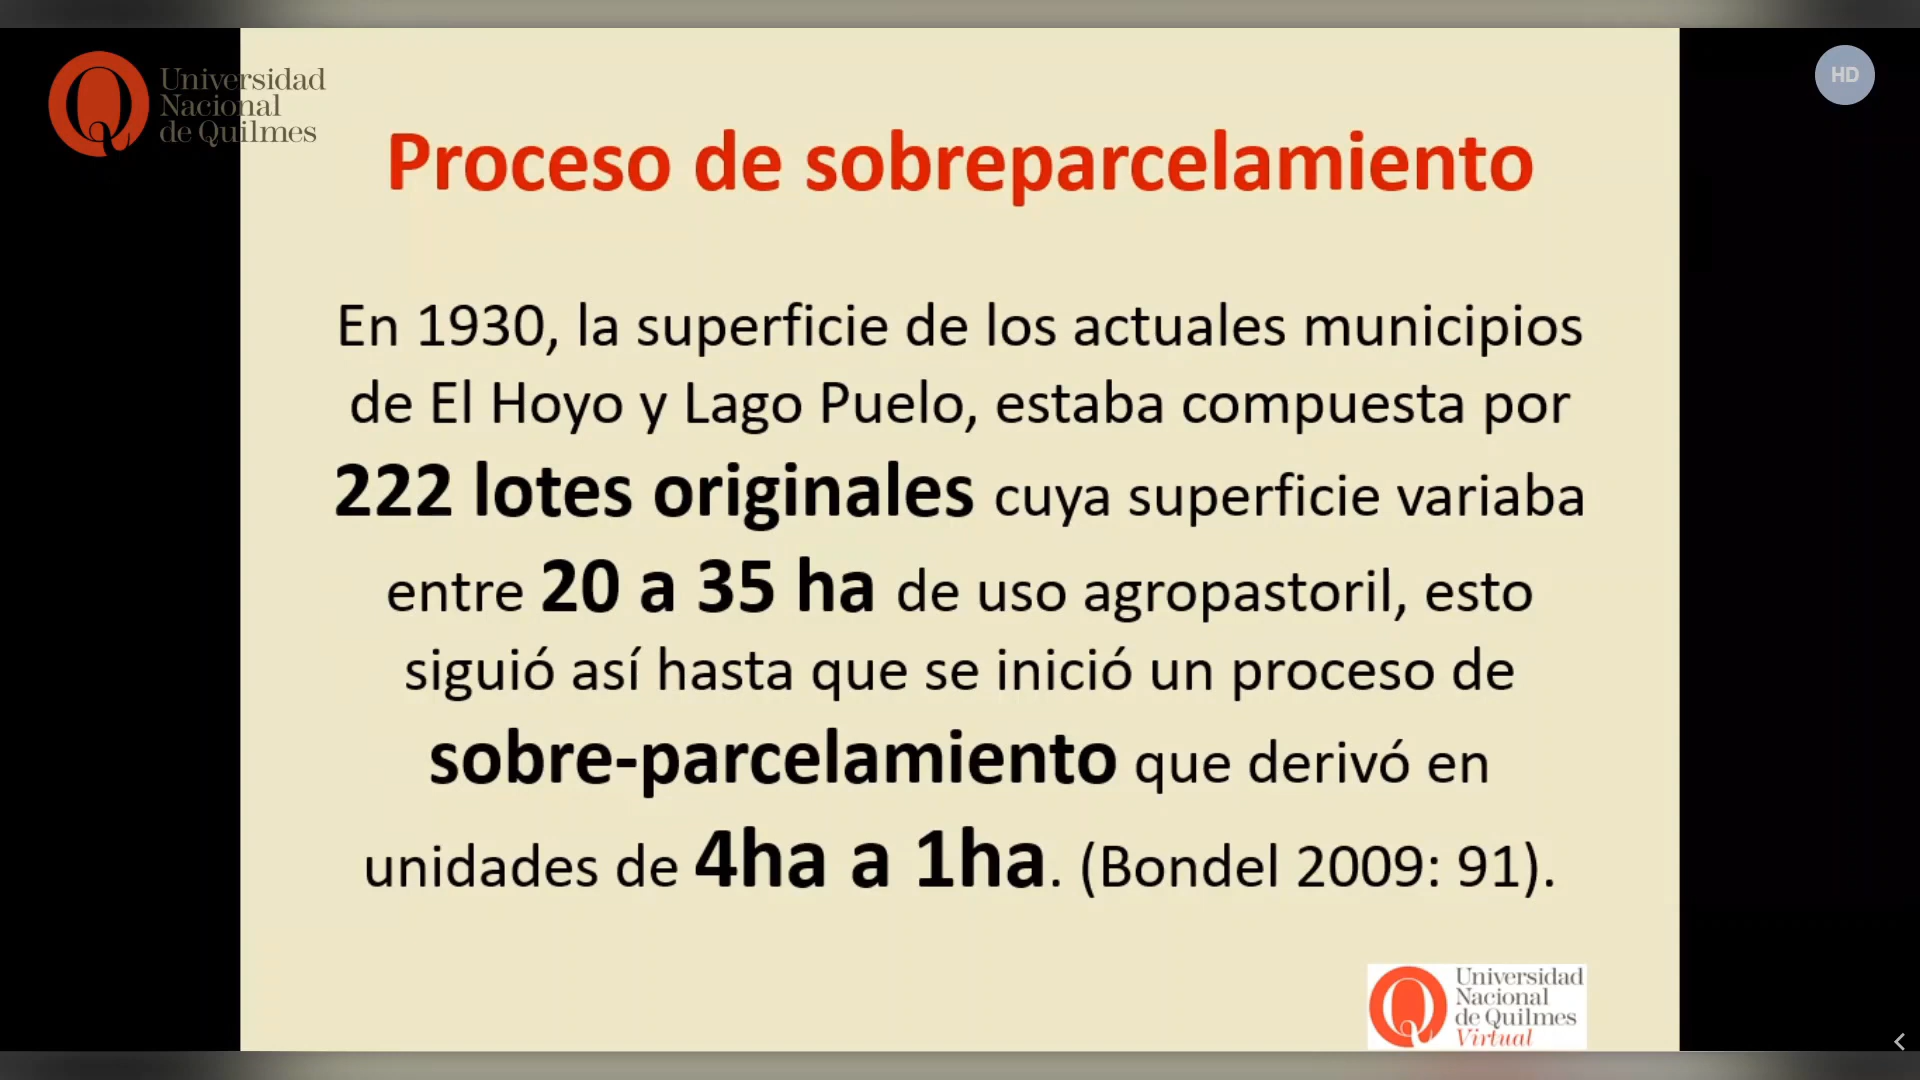 Universidad
Nacional
de Quilmes
HD
Proceso de sobreparcelamiento
En 1930, la superficie de los actuales municipios
de El Hoyo y Lago Puelo, estaba compuesta por
222 lotes originales cuya superficie variaba
entre 20 a 35 ha de uso agropastoril, esto
siguió así hasta que se inició un proceso de
sobre-parcelamiento que derivó en
unidades de 4ha a 1ha. (Bondel 2009: 91).
Universidad
Nacional
de Quilmes
Virtual